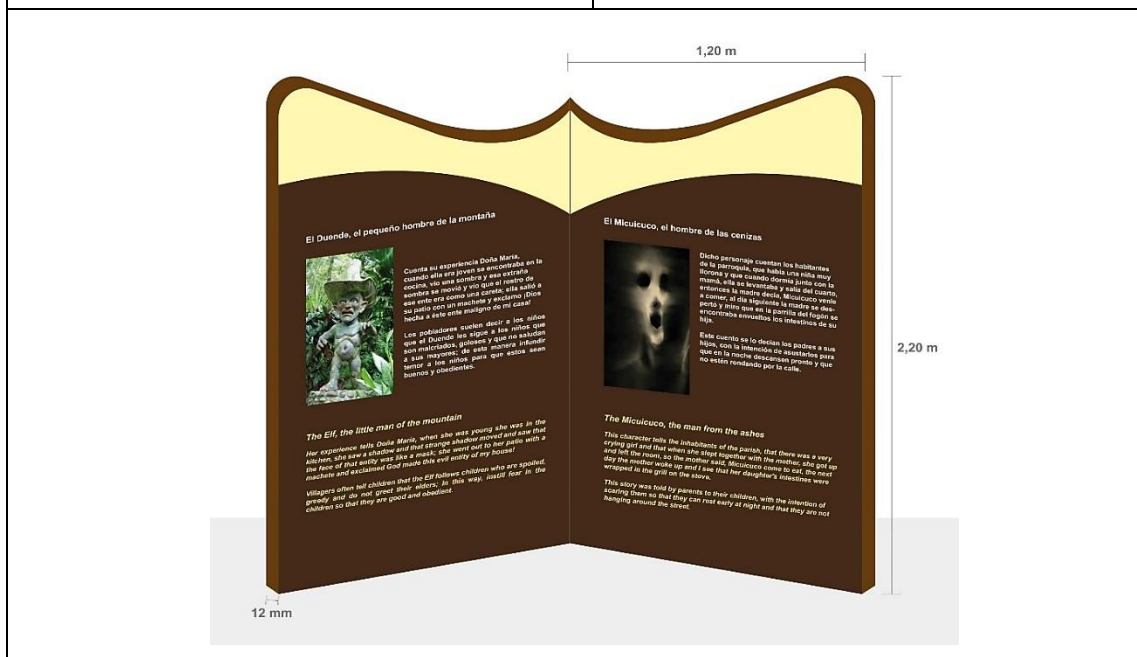 1,20 m
El Duende, el pequeño hombre de la montaña
Cuenta su experiencia Doña María,
cuando ella era joven se encontraba en la
cocina, vio una sombra y esa extraña
sombra se movió y vio que el rostro de
ese ente era como una careta; ella salió a
su patio con un machete y exclamo ¡Dios
hecha a éste ente maligno de mi casa!
Los pobladores suelen decir a los niños
que el Duende les sigue a los niños que
son malcriados, golosos y que no saludan
a sus mayores; de esta manera infundir
temor a los niños para que estos sean
buenos y obedientes.
The Elf, the little man of the mountain
Her experience tells Doña María, when she was young she was in the
kitchen, she saw a shadow and that strange shadow moved and saw that
the face of that entity was like a mask; she went out to her patio with a
machete and exclaimed God made this evil entity of my house!
Villagers often tell children that the Elf follows children who are spoiled,
greedy and do not greet their elders; In this way, instill fear in the
children so that they are good and obedient.
El Micuicuco, el hombre de las cenizas
Dicho personaje cuentan los habitantes
de la parroquia, que había una niña muy
llorona y que cuando dormía junto con la
mamá, ella se levantaba y salía del cuarto,
entonces la madre decía, Micuicuco venle
a comer, al día siguiente la madre se des-
pertó y miro que en la parrilla del fogón se
encontraba envueltos los intestinos de su
hija.
Este cuento se lo decían los padres a sus
hijos, con la intención de asustarlos para
que en la noche descansen pronto y que
no estén rondando por la calle.
The Micuicuco, the man from the ashes
This character tells the inhabitants of the parish, that there was a very
crying girl and that when she slept together with the mother, she got up
and left the room, so the mother said, Micuicuco come to eat, the next
day the mother woke up and I see that her daughter's intestines were
wrapped in the grill on the stove.
This story was told by parents to their children, with the intention of
scaring them so that they can rest early at night and that they are not
hanging around the street.
2,20 m
12 mm